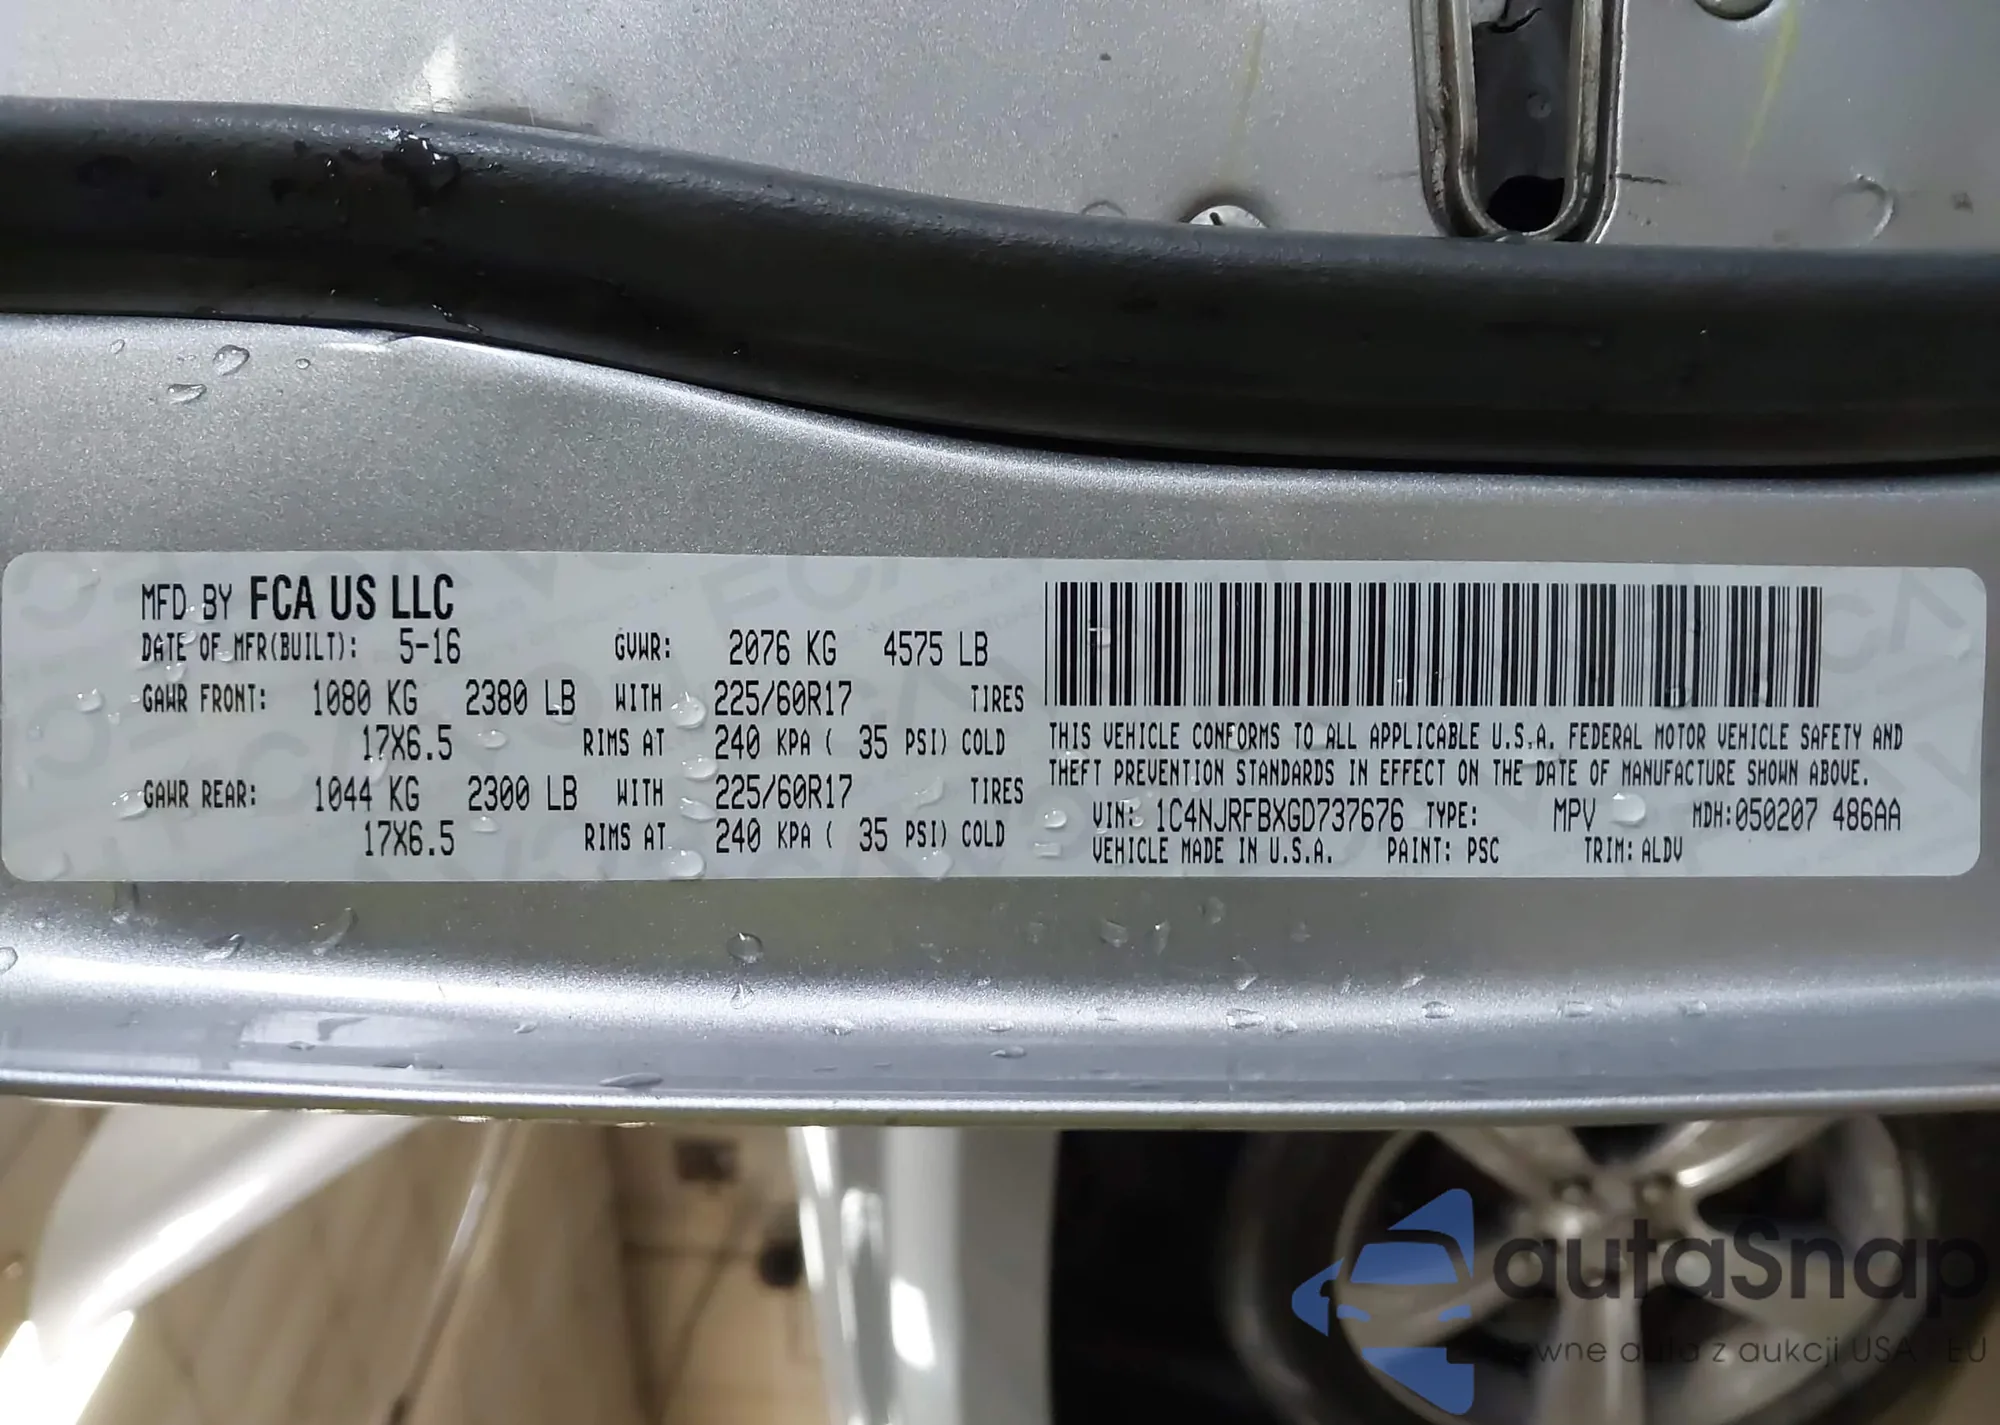 MFD BY FCA US LLC
DATE OF MFR(BUILT): 5-16 GVWR: 2076 KG 4575 LB
GAWR FRONT: 1080 KG 2380 LB WITH 225/60R17 TIRES
17X6.5 RIMS AT 240 KPA ( 35 PSI) COLD
GAWR REAR: 1044 KG 2300 LB WITH 225/60R17 TIRES
17X6.5 RIMS AT 240 KPA ( 35 PSI) COLD
THIS VEHICLE CONFORMS TO ALL APPLICABLE U.S.A. FEDERAL MOTOR VEHICLE SAFETY AND
THEFT PREVENTION STANDARDS IN EFFECT ON THE DATE OF MANUFACTURE SHOWN ABOVE.
VIN: 1C4NJRFBXGD737676 TYPE: MPV MDH:050207 486AA
VEHICLE MADE IN U.S.A. PAINT: PSC TRIM: ALDV
autaSnap
auta z aukcji USA EU